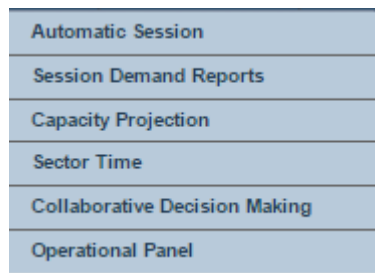 Automatic Session
Session Demand Reports
Capacity Projection
Sector Time
Collaborative Decision Making
Operational Panel